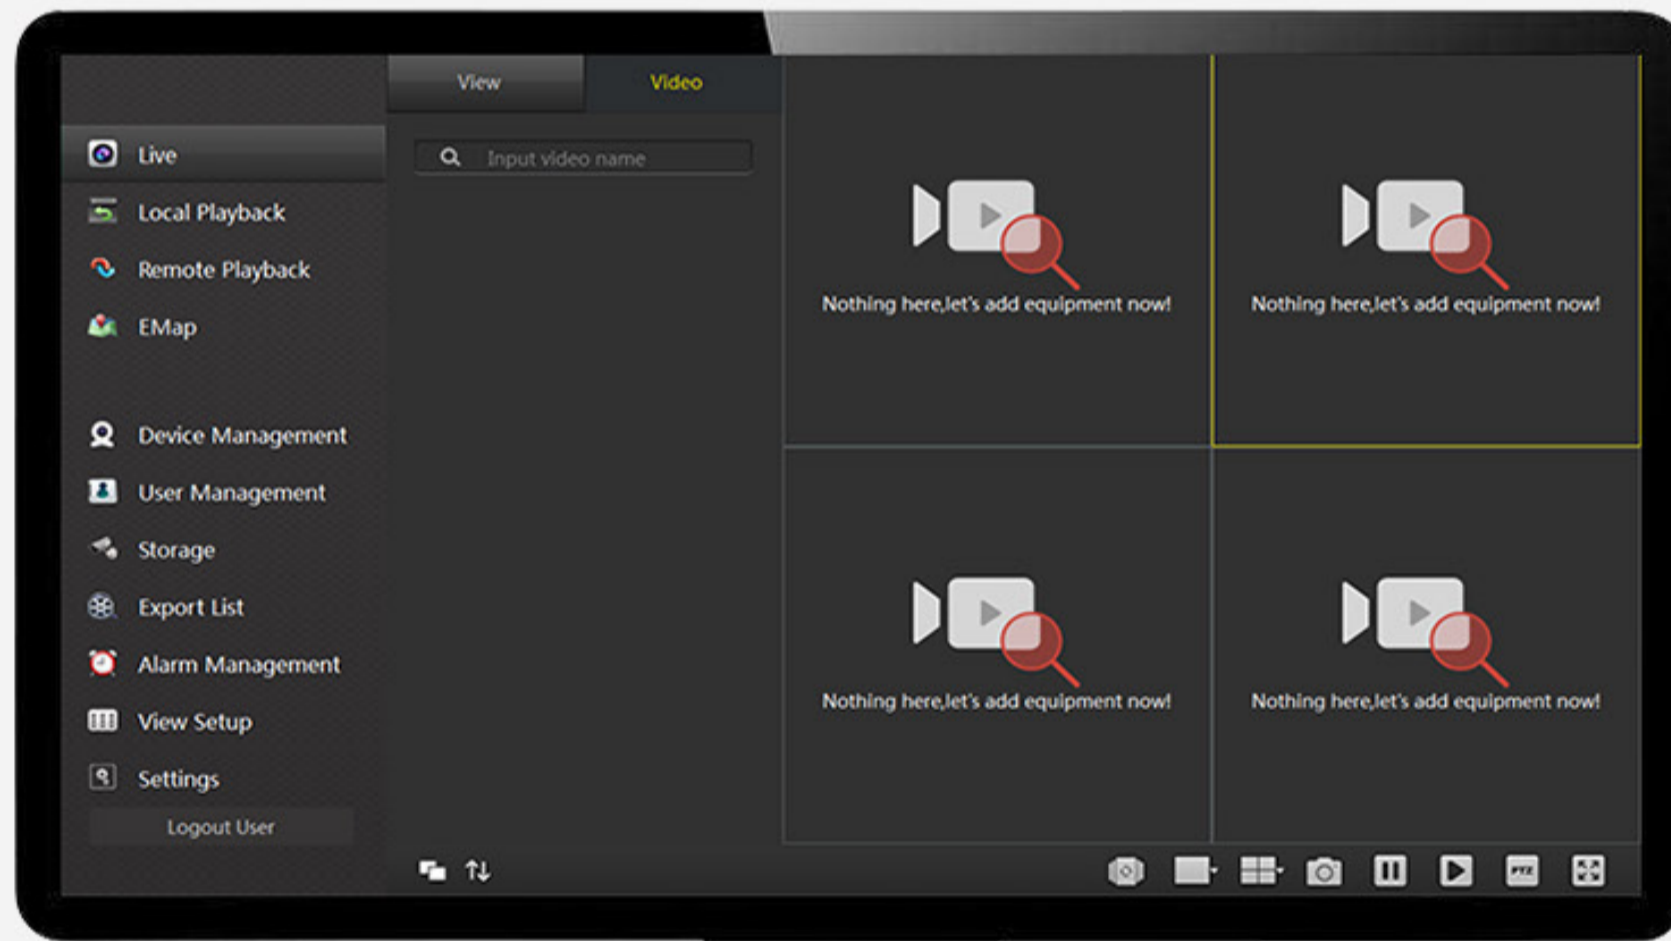 View
Video
Live
Input video name
Local Playback
Remote Playback
EMap
Device Management
User Management
Storage
Export List
Alarm Management
View Setup
Settings
Logout User
Nothing here,let's add equipment now!
Nothing here,let's add equipment now!
Nothing here,let's add equipment now!
Nothing here,let's add equipment now!
PTZ